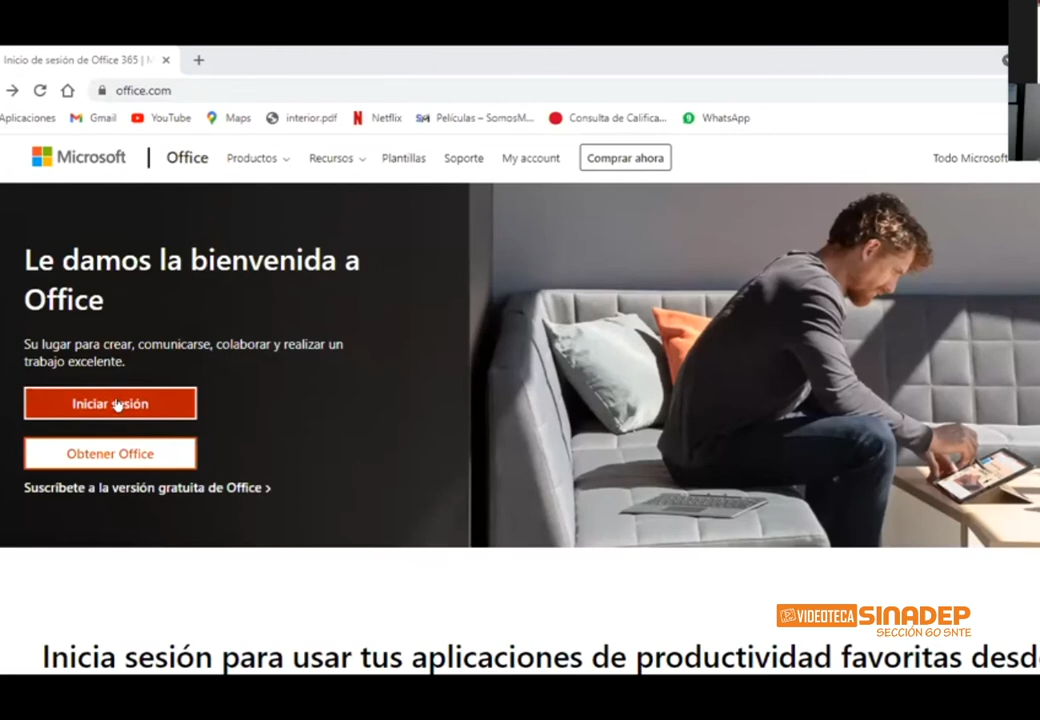 Inicio de sesión de Office 365 |
office.com
Aplicaciones Gmail YouTube Maps interior.pdf Netflix Películas – SomosM... Consulta de Califica... WhatsApp
Microsoft | Office Productos Recursos Plantillas Soporte My account Comprar ahora Todo Microsoft
Le damos la bienvenida a
Office
Su lugar para crear, comunicarse, colaborar y realizar un
trabajo excelente.
Iniciar sesión
Obtener Office
Suscríbete a la versión gratuita de Office >
VIDEOTECA SINADEP
SECCIÓN 60 SNTE
Inicia sesión para usar tus aplicaciones de productividad favoritas desde